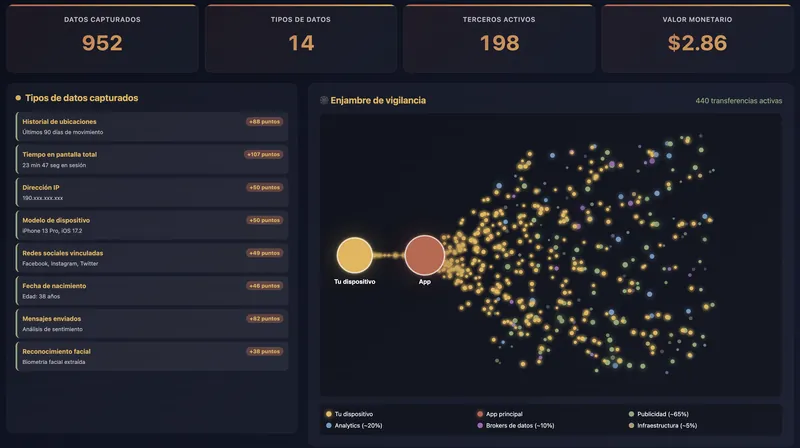 DATOS CAPTURADOS
952
TIPOS DE DATOS
14
TERCEROS ACTIVOS
198
VALOR MONETARIO
$2.86
Tipos de datos capturados
Historial de ubicaciones
+88 puntos
Últimos 90 días de movimiento
Tiempo en pantalla total
+107 puntos
23 min 47 seg en sesión
Dirección IP
+50 puntos
190.xxx.xxx.xxx
Modelo de dispositivo
+50 puntos
iPhone 13 Pro, iOS 17.2
Redes sociales vinculadas
+49 puntos
Facebook, Instagram, Twitter
Fecha de nacimiento
+46 puntos
Edad: 38 años
Mensajes enviados
+62 puntos
Análisis de sentimiento
Reconocimiento facial
+38 puntos
Biometría facial extraída
Enjambre de vigilancia
440 transferencias activas
Tu dispositivo
App
Tu dispositivo
App principal
Publicidad (~65%)
Analytics (~20%)
Brokers de datos (~10%)
Infraestructura (~5%)